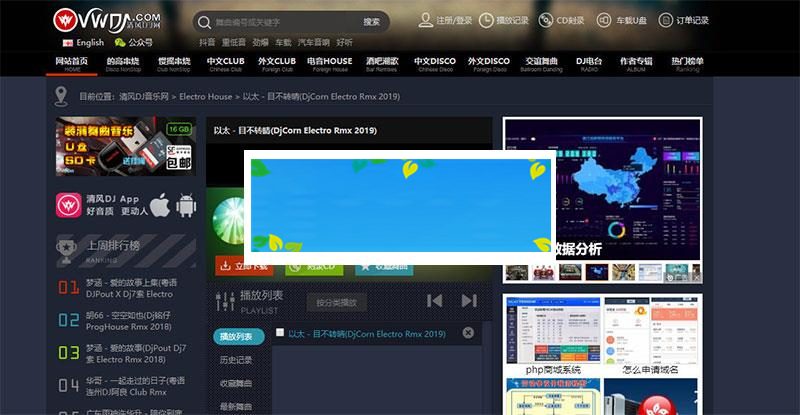 VWDJ.COM
清风DJ网
舞曲编号或关键字
搜索
注册/登录
播放记录
CD刻录
车载U盘
订单记录
English
公众号
抖音 重低音 劲爆 车载 汽车音响 好听
网站首页 的高串烧 慢摇串烧 中文CLUB 外文CLUB 电音HOUSE 酒吧潮歌 中文DISCO 外文DISCO 交谊舞曲 DJ电台 作者专辑 热门榜单
HOME Disco NonStop Club NonStop Chinese Club Foreign Club Foreign House Bar Remixes Chinese Disco Foreign Disco Ballroom Dancing RADIO ALBUM Ranking
目前位置：清风DJ音乐网 > Electro House > 以太 - 目不转睛(DjCorn Electro Rmx 2019)
装满舞曲音乐
16 GB
U盘
SD卡
送挂绳
包邮
以太 - 目不转睛(DjCorn Electro Rmx 2019)
清风DJ App
好音质 更动人
数据分析
广告
立即下载
刻录CD
收藏舞曲
上周排行榜
RANKING
播放列表
PLAYLIST
按分类播放
播放列表
以太 - 目不转睛(DjCorn Electro Rmx 2019)
历史记录
收藏舞曲
最新舞曲
01
梦涵 - 爱的故事上集(粤语
DJPout X Dj7索 Electro
02
胡66 - 空空如也(Dj铭仔
ProgHouse Rmx 2018)
03
梦涵 - 爱的故事(DjPout Dj7
索 Electro Rmx 2018)
04
华哥 - 一起走过的日子(粤语
连州DJ阿良 Club Rmx
php商城系统
怎么申请域名